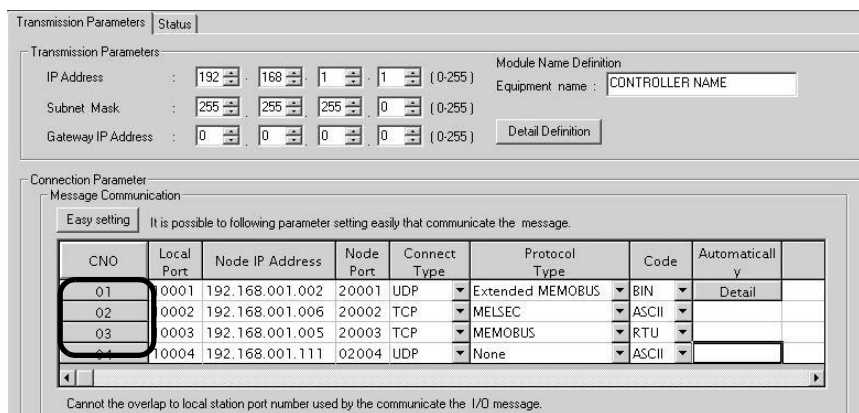 Transmission Parameters Status
Transmission Parameters
IP Address : 192 . 168 . 1 . 1 ( 0-255 )
Module Name Definition
Equipment name : CONTROLLER NAME
Subnet Mask : 255 . 255 . 255 . 0 ( 0-255 )
Gateway IP Address : 0 . 0 . 0 . 0 ( 0-255 )
Detail Definition
Connection Parameter
Message Communication
Easy setting It is possible to following parameter setting easily that communicate the message.
CNO Local Port Node IP Address Node Port Connect Type Protocol Type Code Automatically
01 10001 192.168.001.002 20001 UDP Extended MEMOBUS BIN Detail
02 10002 192.168.001.006 20002 TCP MELSEC ASCII
03 10003 192.168.001.005 20003 TCP MEMOBUS RTU
04 10004 192.168.001.111 02004 UDP None ASCII
Cannot the overlap to local station port number used by the communicate the I/O message.